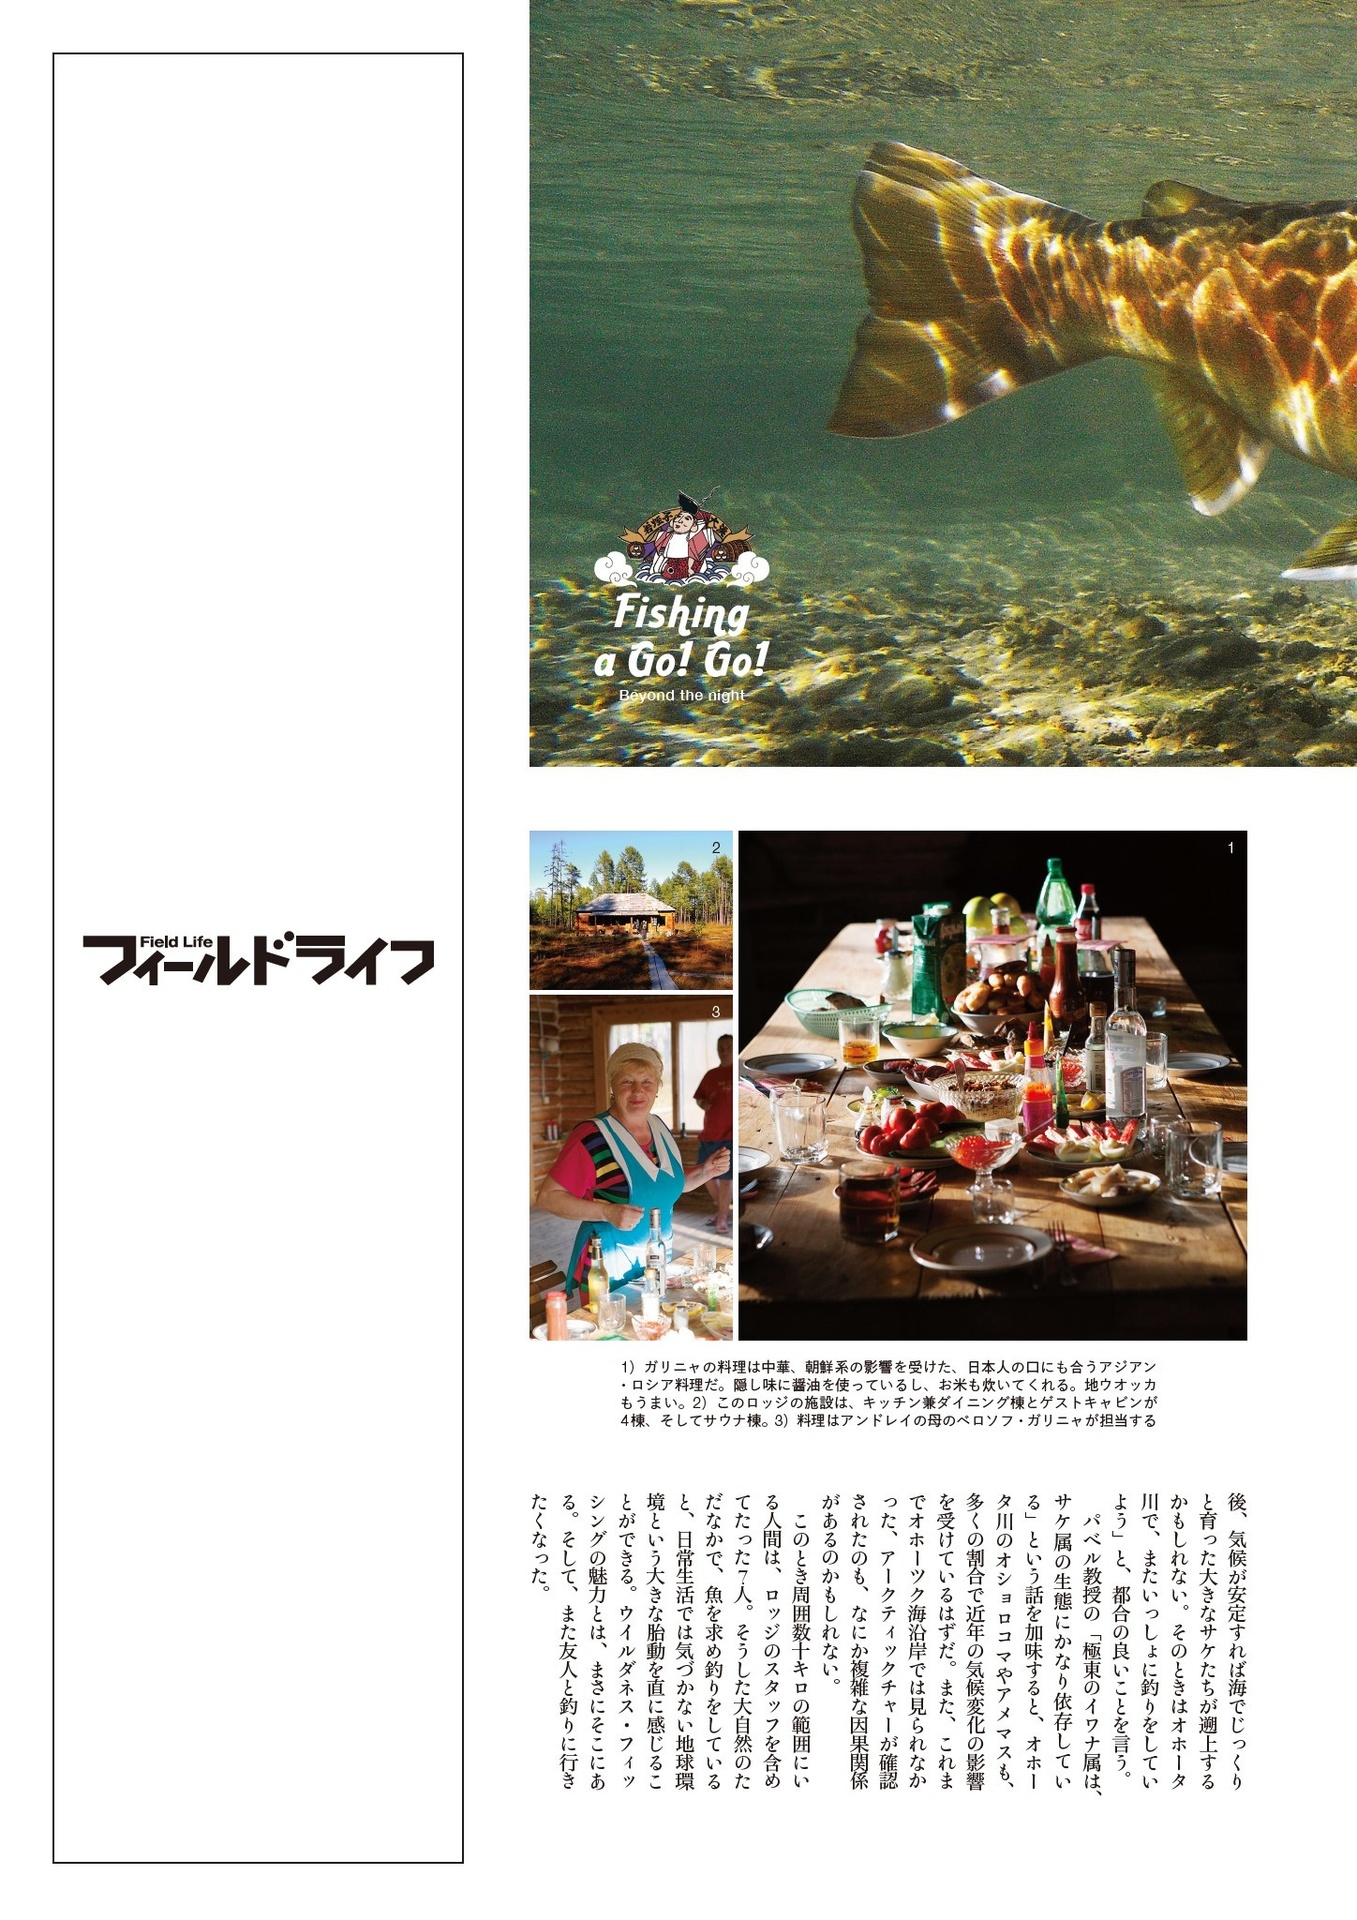 Fishing
a Go! Go!
Beyond the night
Field Life
フィールドライフ
2
1
3
1）ガリニャの料理は中華、朝鮮系の影響を受けた、日本人の口にも合うアジアン
・ロシア料理だ。隠し味に醤油を使っているし、お米も炊いてくれる。地ウオッカ
もうまい。2）このロッジの施設は、キッチン兼ダイニング棟とゲストキャビンが
4棟、そしてサウナ棟。3）料理はアンドレイの母のベロソフ・ガリニャが担当する
後、気候が安定すれば海でじっくり
と育った大きなサケたちが遡上する
かもしれない。そのときはオホータ
川で、またいっしょに釣りをしてい
よう」と、都合の良いことを言う。
パベル教授の「極東のイワナ属は、
サケ属の生態にかなり依存してい
る」という話を加味すると、オホー
タ川のオショロコマやアメマスも、
多くの割合で近年の気候変化の影響
を受けているはずだ。また、これま
でオホーツク海沿岸では見られなか
った、アークティックチャーが確認
されたのも、なにか複雑な因果関係
があるのかもしれない。
このとき周囲数十キロの範囲にい
る人間は、ロッジのスタッフを含め
てたった7人。そうした大自然のた
だなかで、魚を求め釣りをしている
と、日常生活では気づかない地球環
境という大きな胎動を直に感じるこ
とができる。ウイルダネス・フィッ
シングの魅力とは、まさにそこにあ
る。そして、また友人と釣りに行き
たくなった。